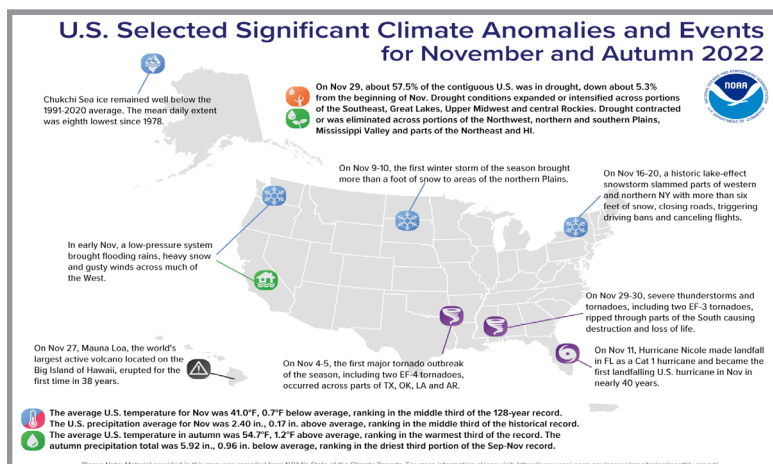 U.S. Selected Significant Climate Anomalies and Events
for November and Autumn 2022
Chukchi Sea ice remained well below the
1991-2020 average. The mean daily extent
was eighth lowest since 1978.
On Nov 29, about 57.5% of the contiguous U.S. was in drought, down about 5.3%
from the beginning of Nov. Drought conditions expanded or intensified across portions
of the Southeast, Great Lakes, Upper Midwest and central Rockies. Drought contracted
or was eliminated across portions of the Northwest, northern and southern Plains,
Mississippi Valley and parts of the Northeast and HI.
NOAA
On Nov 9-10, the first winter storm of the season brought
more than a foot of snow to areas of the northern Plains.
On Nov 16-20, a historic lake-effect
snowstorm slammed parts of western
and northern NY with more than six
feet of snow, closing roads, triggering
driving bans and canceling flights.
In early Nov, a low-pressure system
brought flooding rains, heavy snow
and gusty winds across much of
the West.
On Nov 29-30, severe thunderstorms and
tornadoes, including two EF-3 tornadoes,
ripped through parts of the South causing
destruction and loss of life.
On Nov 27, Mauna Loa, the world's
largest active volcano located on the
Big Island of Hawaii, erupted for the
first time in 38 years.
On Nov 4-5, the first major tornado outbreak
of the season, including two EF-4 tornadoes,
occurred across parts of TX, OK, LA and AR.
On Nov 11, Hurricane Nicole made landfall
in FL as a Cat 1 hurricane and became the
first landfalling U.S. hurricane in Nov in
nearly 40 years.
The average U.S. temperature for Nov was 41.0°F, 0.7°F below average, ranking in the middle third of the 128-year record.
The U.S. precipitation average for Nov was 2.40 in., 0.17 in. above average, ranking in the middle third of the historical record.
The average U.S. temperature in autumn was 54.7°F, 1.2°F above average, ranking in the warmest third of the record. The
autumn precipitation total was 5.92 in., 0.96 in. below average, ranking in the driest third portion of the Sep-Nov record.